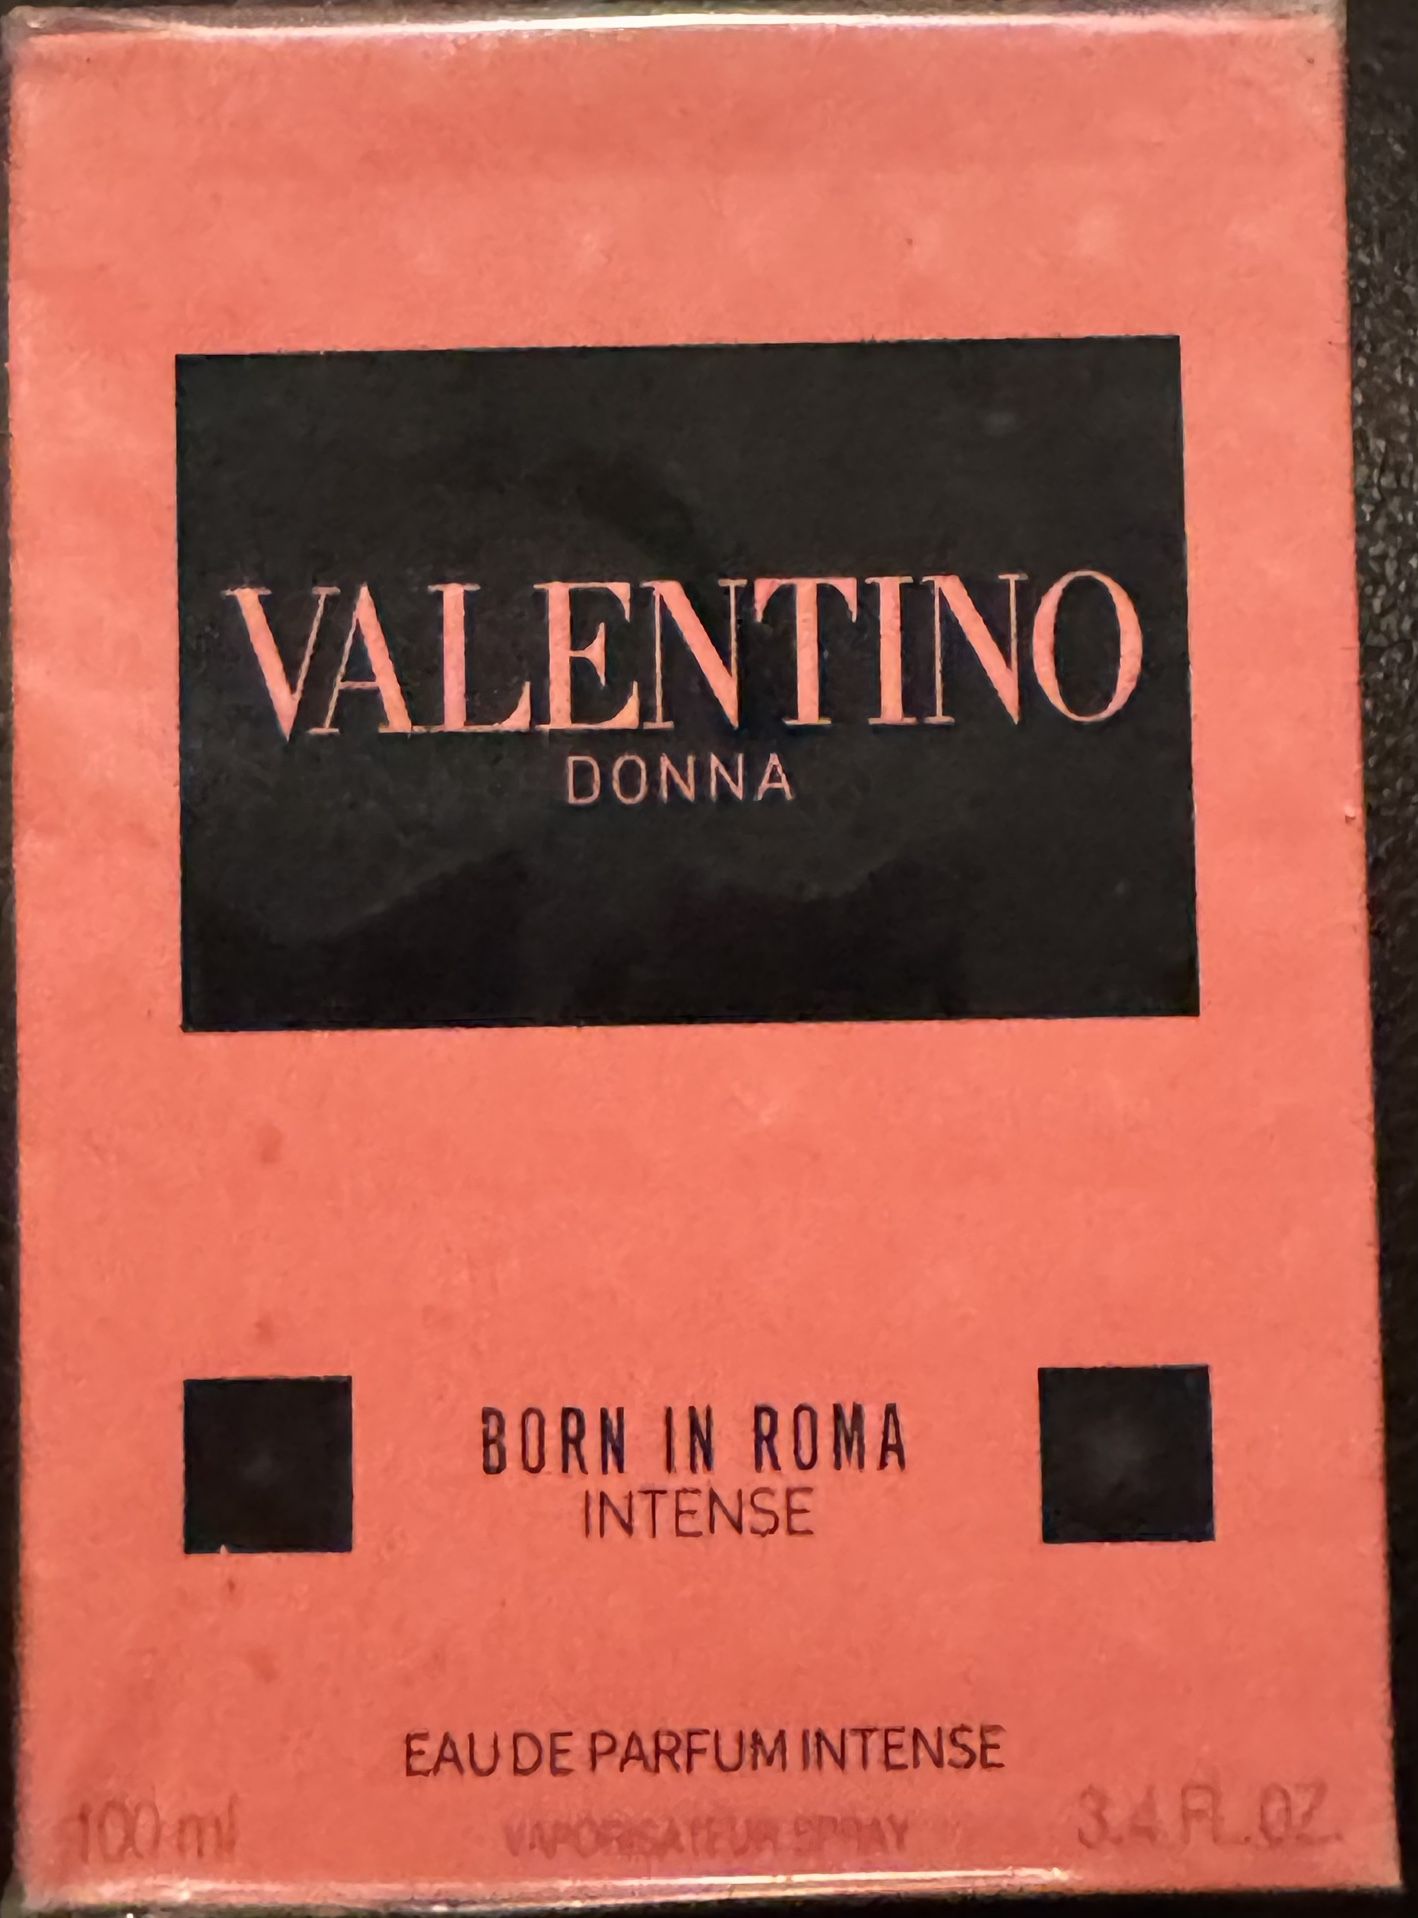 VALENTINO
DONNA
BORN IN ROMA
INTENSE
EAU DE PARFUM INTENSE
100 ml
VAPORISATEUR SPRAY
3.4 FL.OZ.